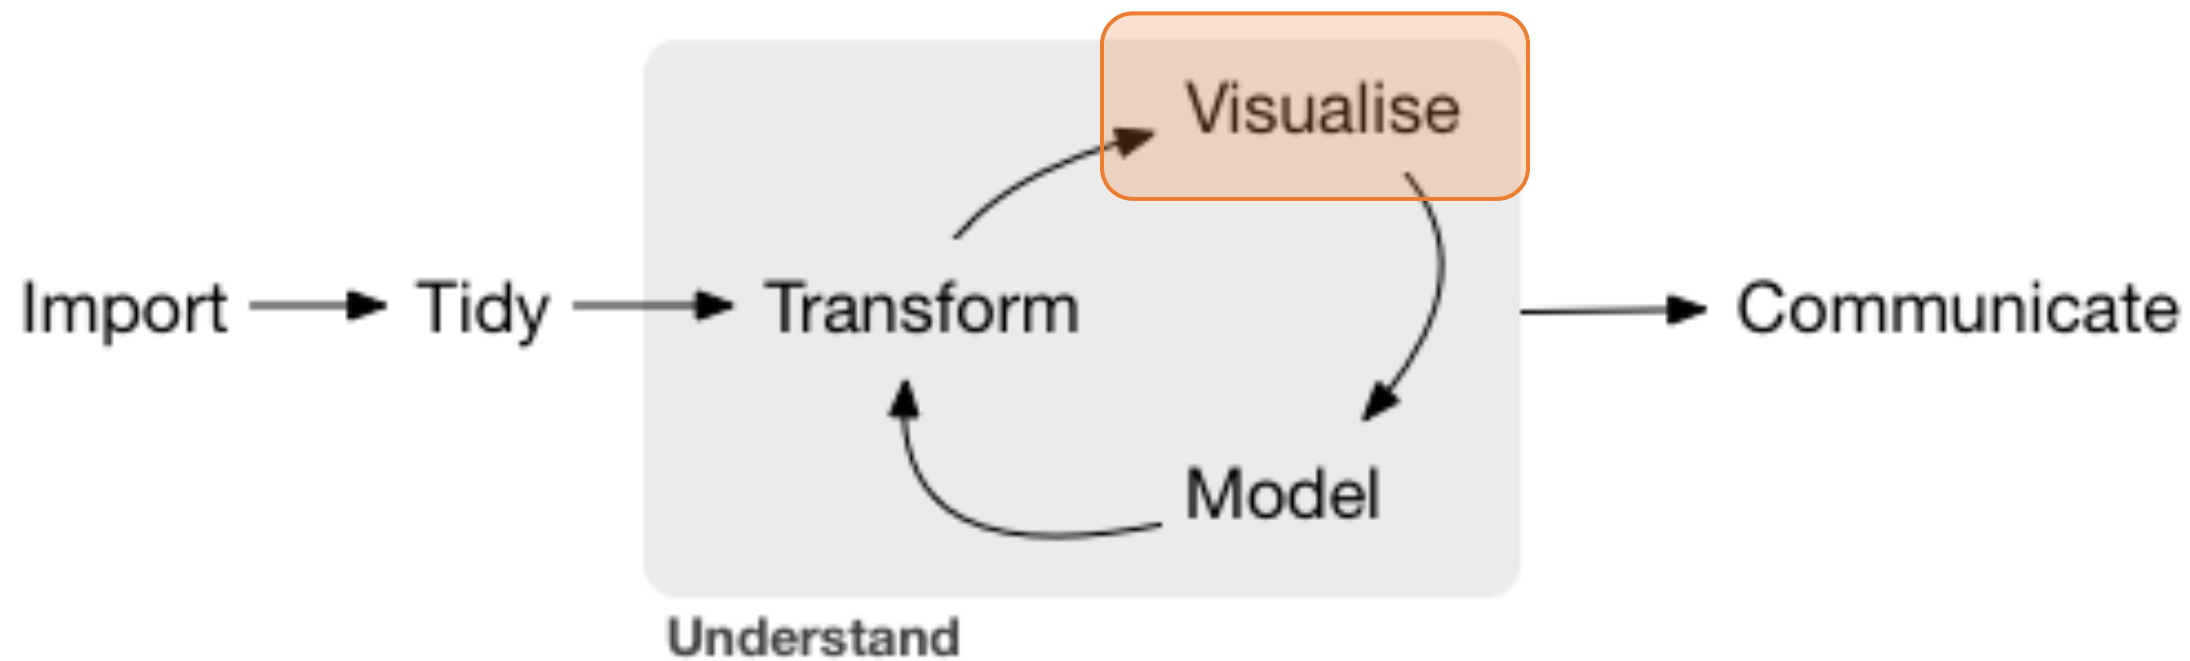 Visualise
Import
Tidy
Transform
Communicate
Model
Understand